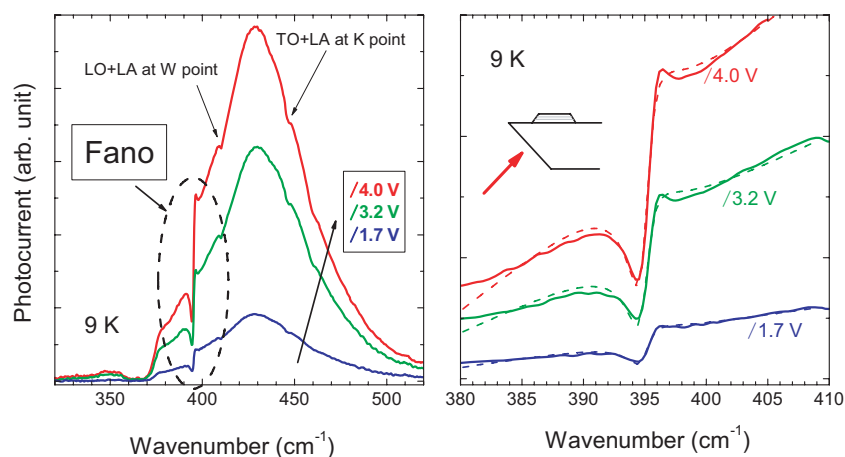 LO+LA at W point
TO+LA at K point
Fano
/4.0 V
/3.2 V
/1.7 V
9 K
Photocurrent (arb. unit)
350 400 450 500
Wavenumber (cm-1)
9 K
/4.0 V
/3.2 V
/1.7 V
380 385 390 395 400 405 410
Wavenumber (cm-1)